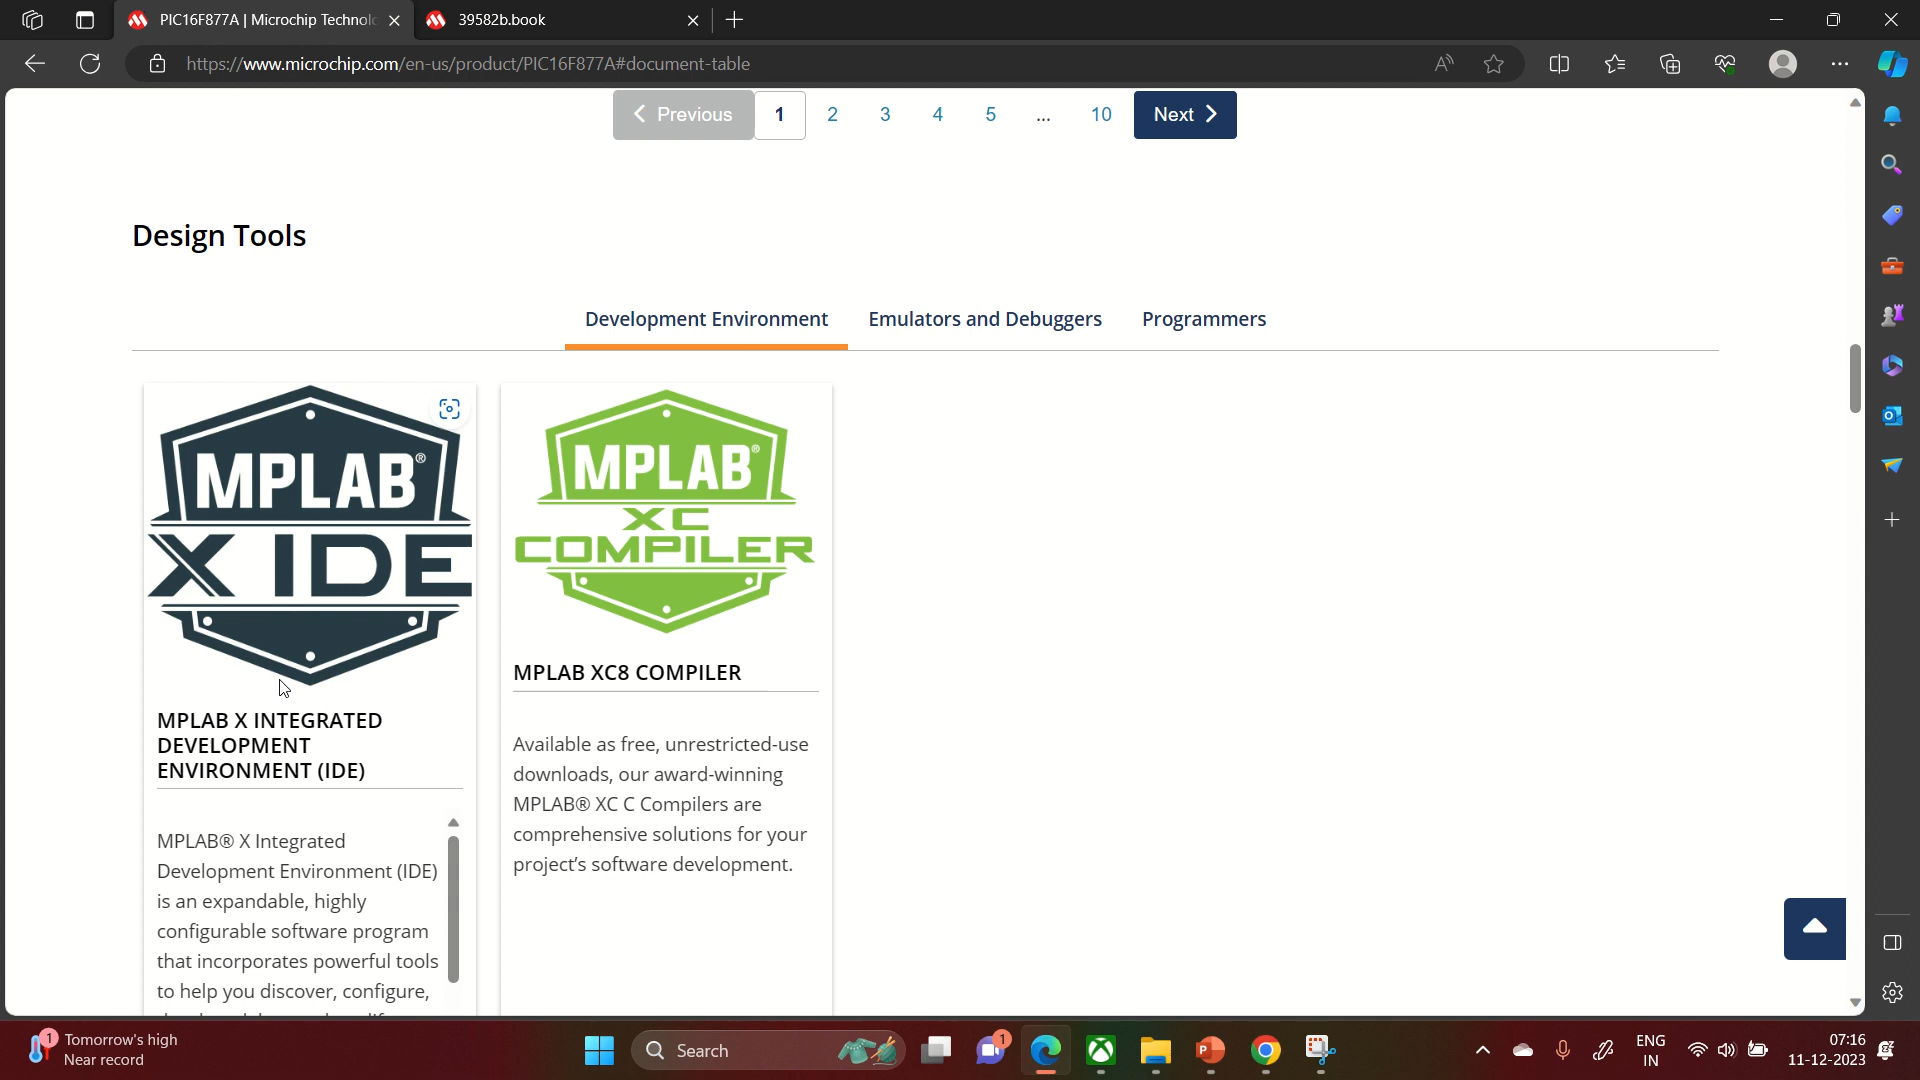 PIC16F877A | Microchip Technolo
39582b.book
https://www.microchip.com/en-us/product/PIC16F877A#document-table
Previous 1 2 3 4 5 ... 10 Next
Design Tools
Development Environment Emulators and Debuggers Programmers
MPLAB®
X IDE
MPLAB X INTEGRATED
DEVELOPMENT
ENVIRONMENT (IDE)
MPLAB® X Integrated
Development Environment (IDE)
is an expandable, highly
configurable software program
that incorporates powerful tools
to help you discover, configure,
MPLAB®
XC
COMPILER
MPLAB XC8 COMPILER
Available as free, unrestricted-use
downloads, our award-winning
MPLAB® XC C Compilers are
comprehensive solutions for your
project's software development.
1
Tomorrow's high
Near record
Search
1
ENG
IN
07:16
11-12-2023